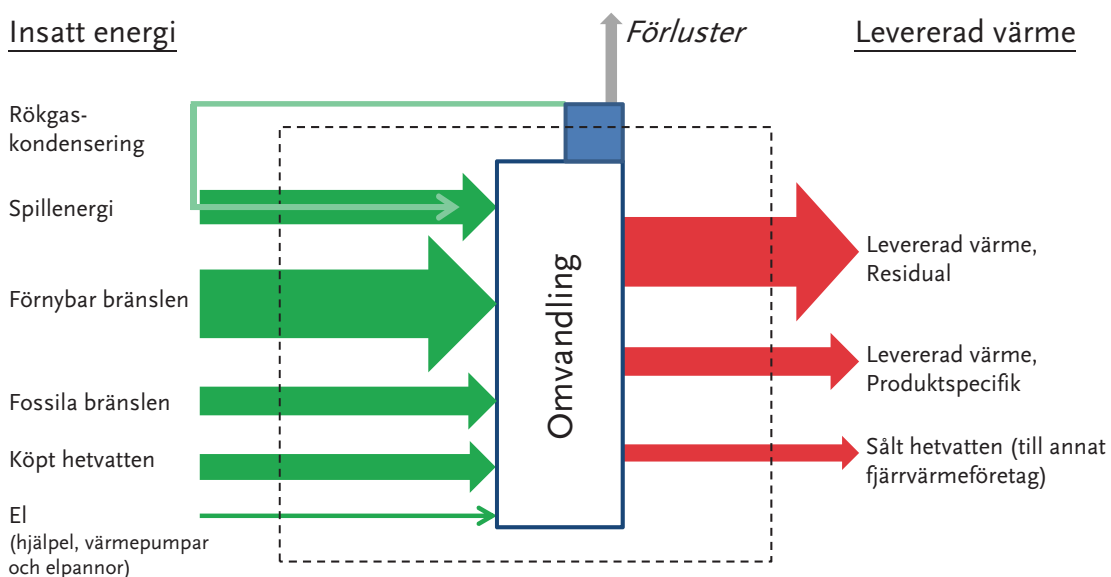 Insatt energi
Förluster
Levererad värme
Rökgas-
kondensering
Spillenergi
Förnybar bränslen
Fossila bränslen
Köpt hetvatten
El
(hjälpel, värmepumpar
och elpannor)
Omvandling
Levererad värme,
Residual
Levererad värme,
Produktspecifik
Sålt hetvatten (till annat
fjärrvärmeföretag)